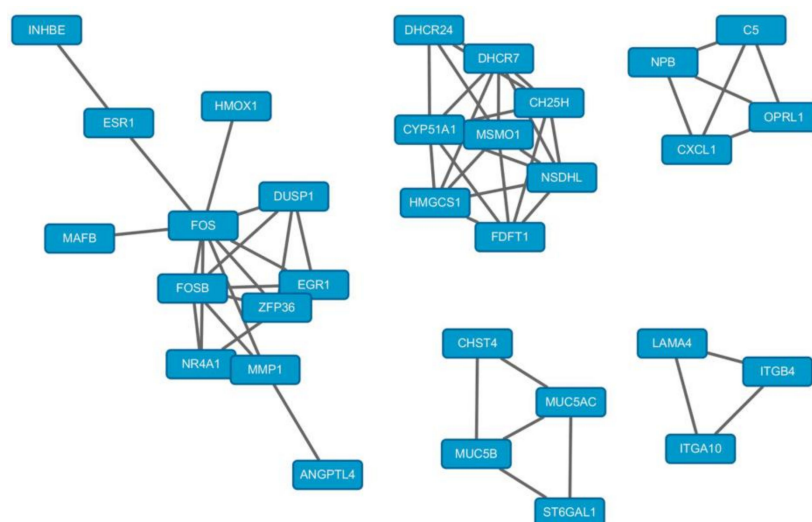 INHBE
ESR1
HMOX1
DUSP1
FOS
MAFB
FOSB
EGR1
ZFP36
NR4A1
MMP1
ANGPTL4
DHCR24
DHCR7
CH25H
CYP51A1
MSMO1
NSDHL
HMGCS1
FDFT1
C5
NPB
OPRL1
CXCL1
CHST4
MUC5AC
MUC5B
ST6GAL1
LAMA4
ITGB4
ITGA10